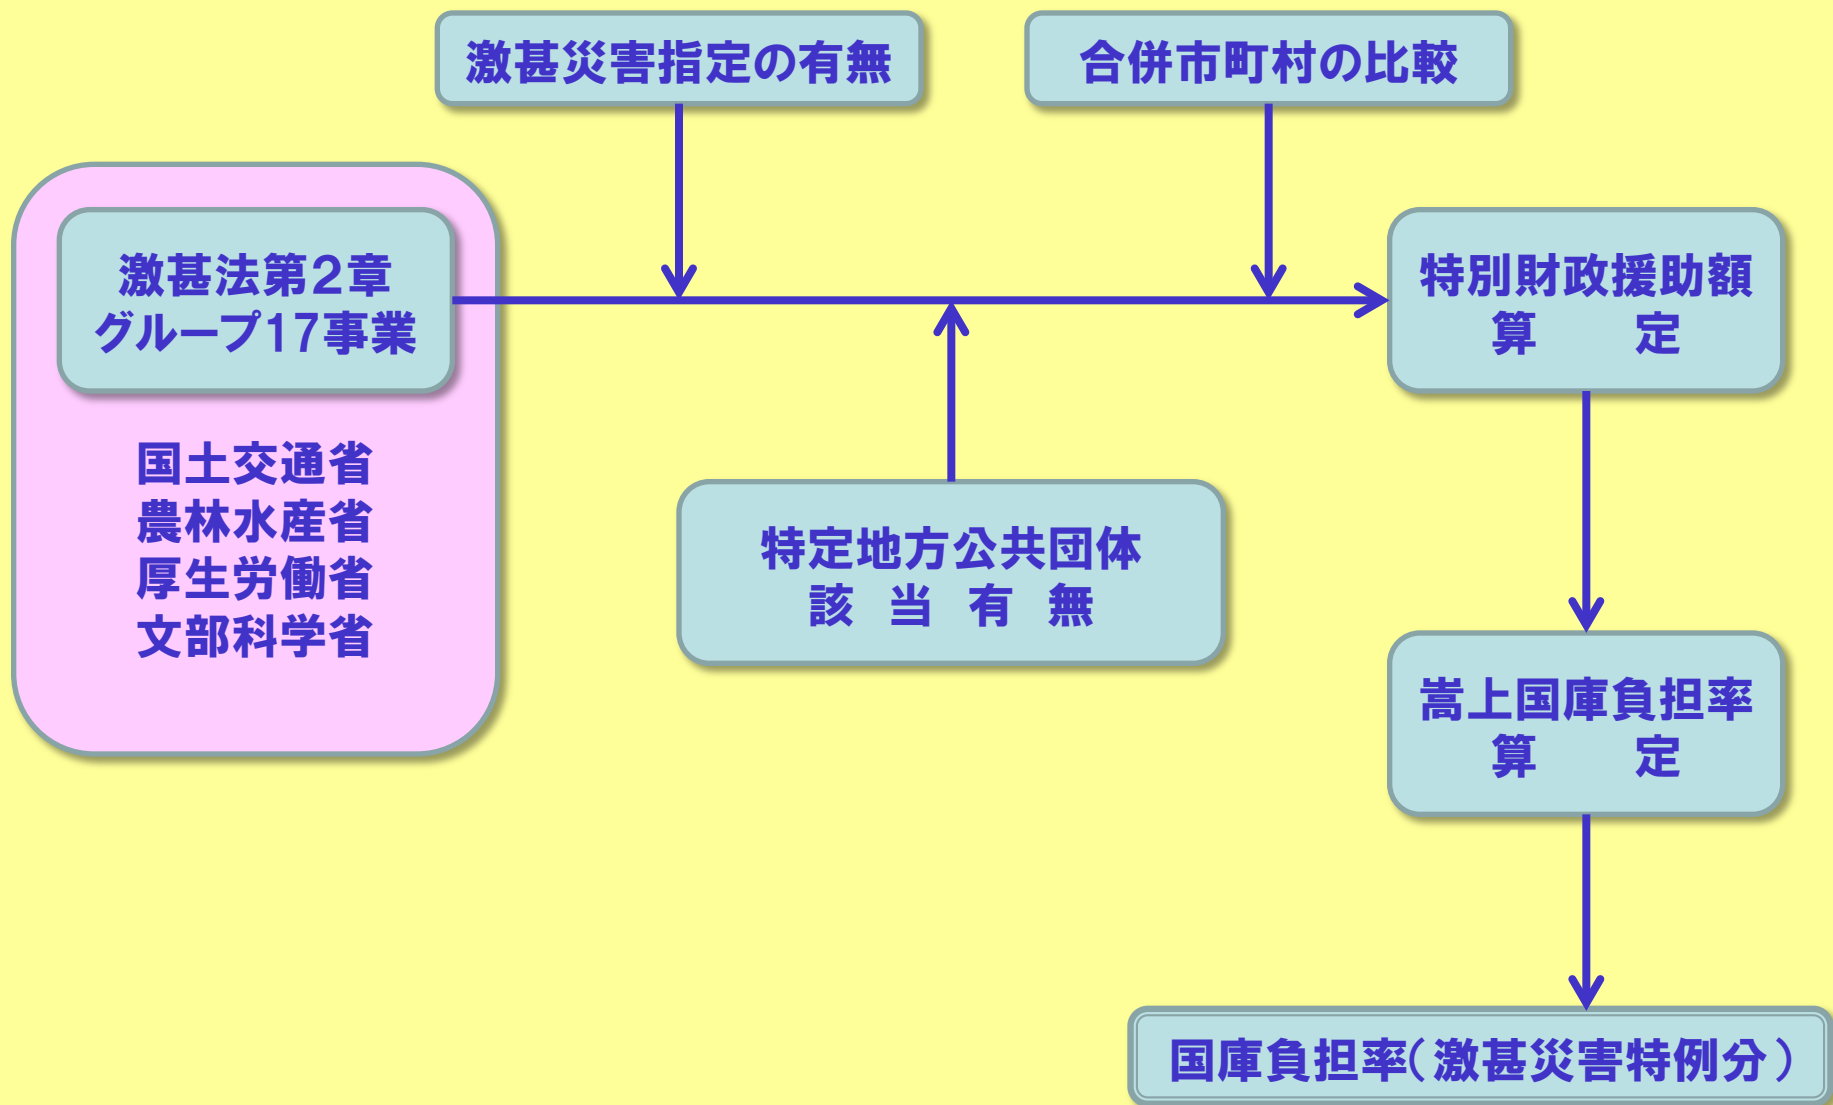 激甚災害指定の有無
合併市町村の比較
激甚法第２章
グループ17事業
国土交通省
農林水産省
厚生労働省
文部科学省
特定地方公共団体
該　当　有　無
特別財政援助額
算　　定
嵩上国庫負担率
算　　定
国庫負担率（激甚災害特例分）